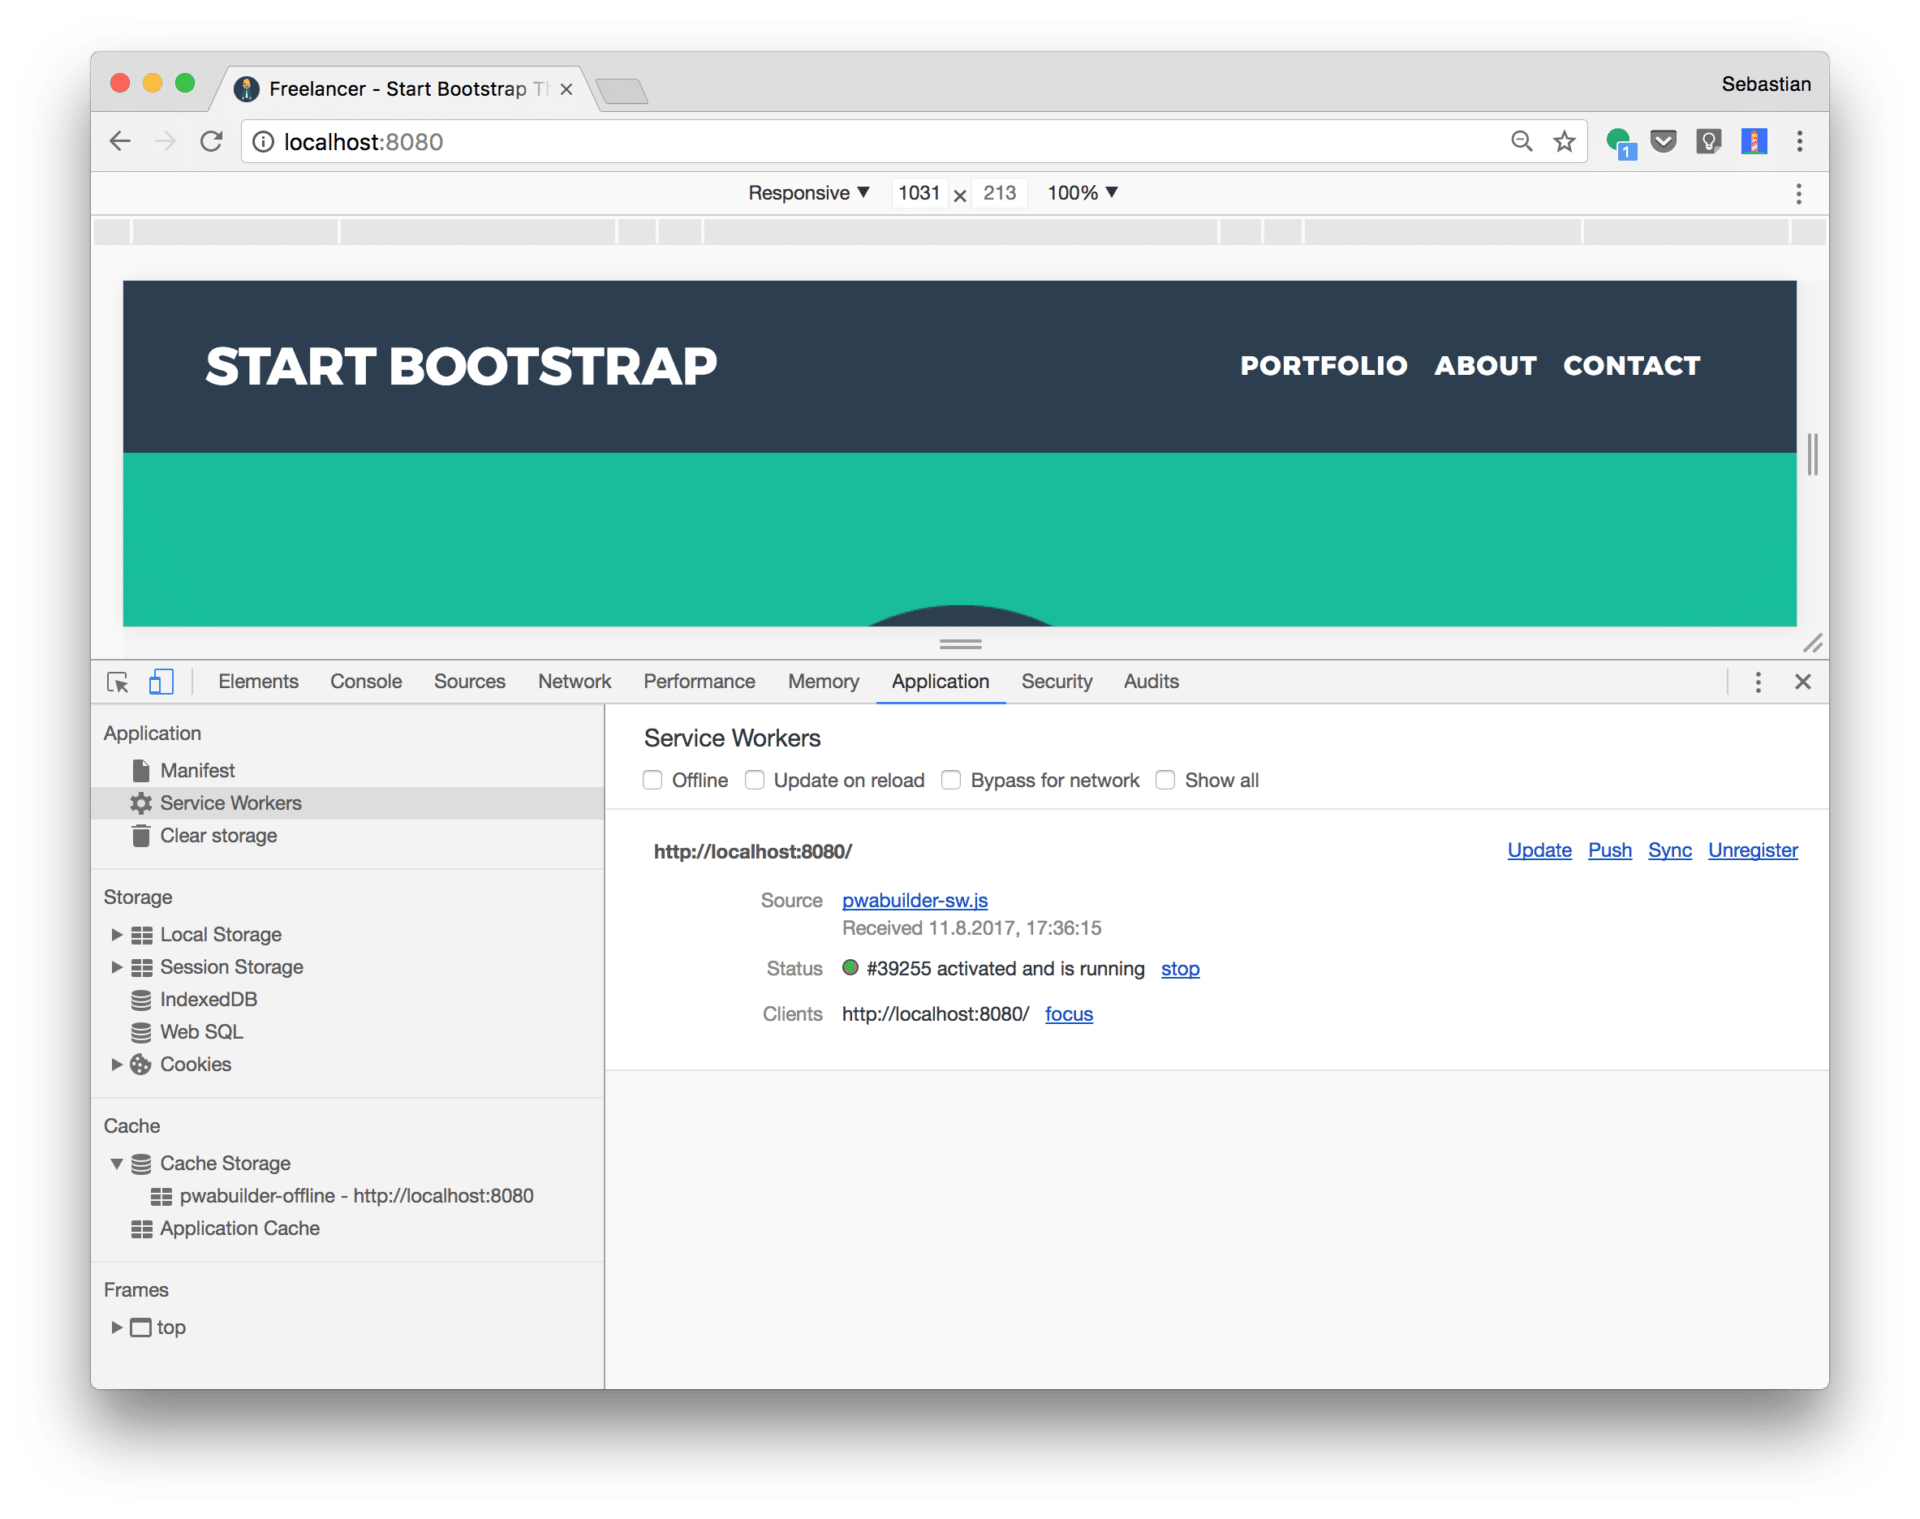 Freelancer - Start Bootstrap Th
Sebastian
localhost:8080
1
Responsive ▼ 1031 × 213 100% ▼
START BOOTSTRAP PORTFOLIO ABOUT CONTACT
Elements Console Sources Network Performance Memory Application Security Audits
Application
Manifest
Service Workers
Clear storage
Storage
Local Storage
Session Storage
IndexedDB
Web SQL
Cookies
Cache
Cache Storage
pwabuilder-offline - http://localhost:8080
Application Cache
Frames
top
Service Workers
Offline Update on reload Bypass for network Show all
http://localhost:8080/ Update Push Sync Unregister
Source pwabuilder-sw.js
Received 11.8.2017, 17:36:15
Status #39255 activated and is running stop
Clients http://localhost:8080/ focus